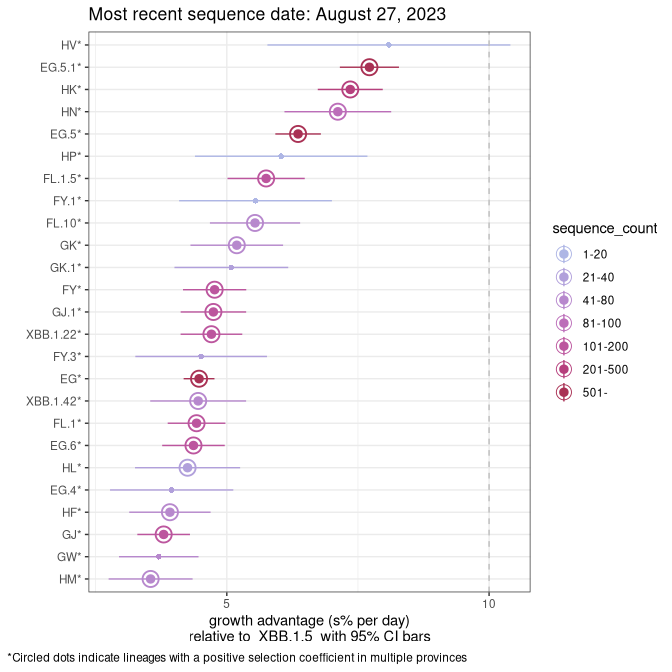 Most recent sequence date: August 27, 2023
HV*
EG.5.1*
HK*
HN*
EG.5*
HP*
FL.1.5*
FY.1*
FL.10*
GK*
GK.1*
FY*
GJ.1*
XBB.1.22*
FY.3*
EG*
XBB.1.42*
FL.1*
EG.6*
HL*
EG.4*
HF*
GJ*
GW*
HM*
5
10
growth advantage (s% per day)
relative to  XBB.1.5  with 95% CI bars
sequence_count
1-20
21-40
41-80
81-100
101-200
201-500
501-
*Circled dots indicate lineages with a positive selection coefficient in multiple provinces